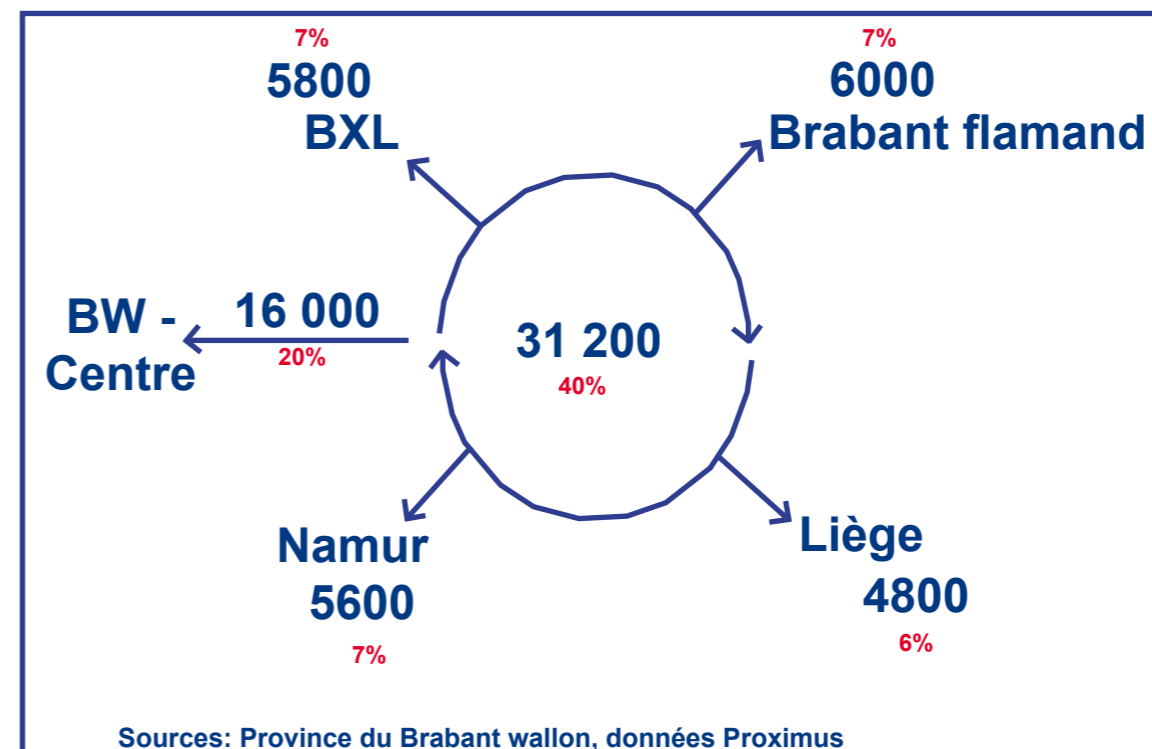 7%
5800
BXL
7%
6000
Brabant flamand
BW -
Centre
16 000
20%
31 200
40%
Namur
5600
7%
Liège
4800
6%
Sources: Province du Brabant wallon, données Proximus